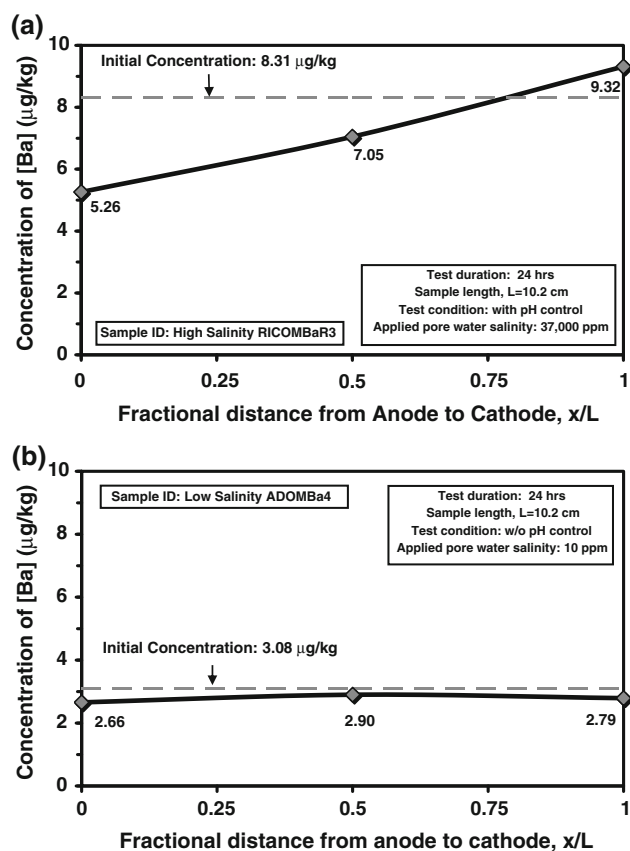 (a)
10
8
6
4
2
0
Concentration of [Ba] (μg/kg)
Initial Concentration: 8.31 μg/kg
9.32
7.05
5.26
Test duration: 24 hrs
Sample length, L=10.2 cm
Test condition: with pH control
Applied pore water salinity: 37,000 ppm
Sample ID: High Salinity RICOMBaR3
0
0.25
0.5
0.75
1
Fractional distance from Anode to Cathode, x/L
(b)
10
8
6
4
2
0
Concentration of [Ba] (μg/kg)
Sample ID: Low Salinity ADOMBa4
Test duration: 24 hrs
Sample length, L=10.2 cm
Test condition: w/o pH control
Applied pore water salinity: 10 ppm
Initial Concentration: 3.08 μg/kg
2.66
2.90
2.79
0
0.25
0.5
0.75
1
Fractional distance from anode to cathode, x/L